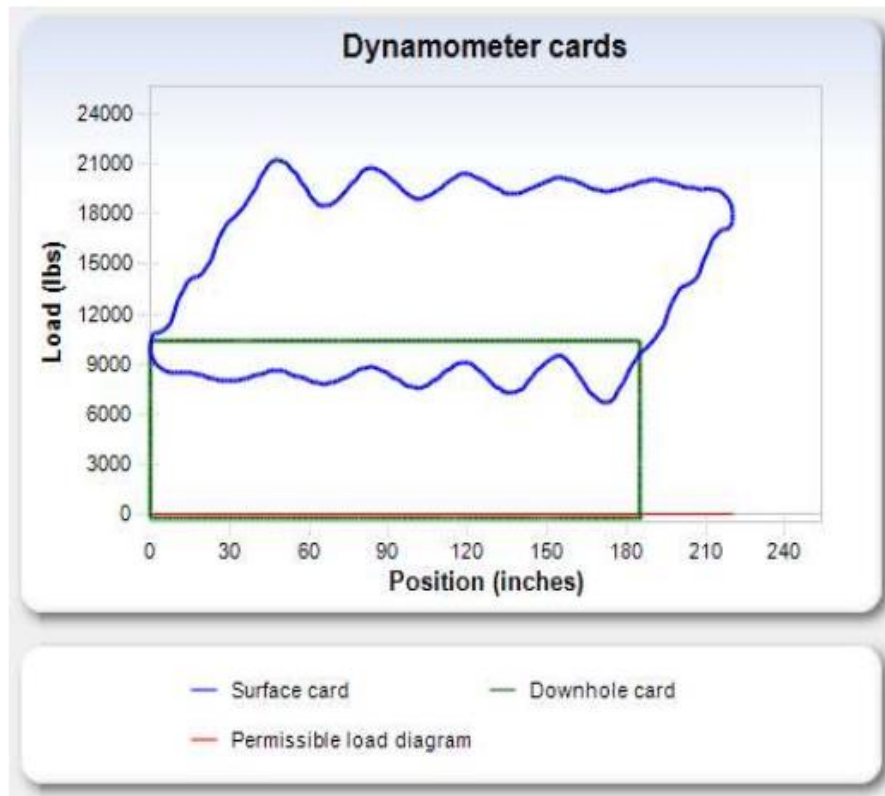 Dynamometer cards
24000
21000
18000
15000
12000
9000
6000
3000
0
Load (lbs)
0 30 60 90 120 150 180 210 240
Position (inches)
Surface card Downhole card
Permissible load diagram